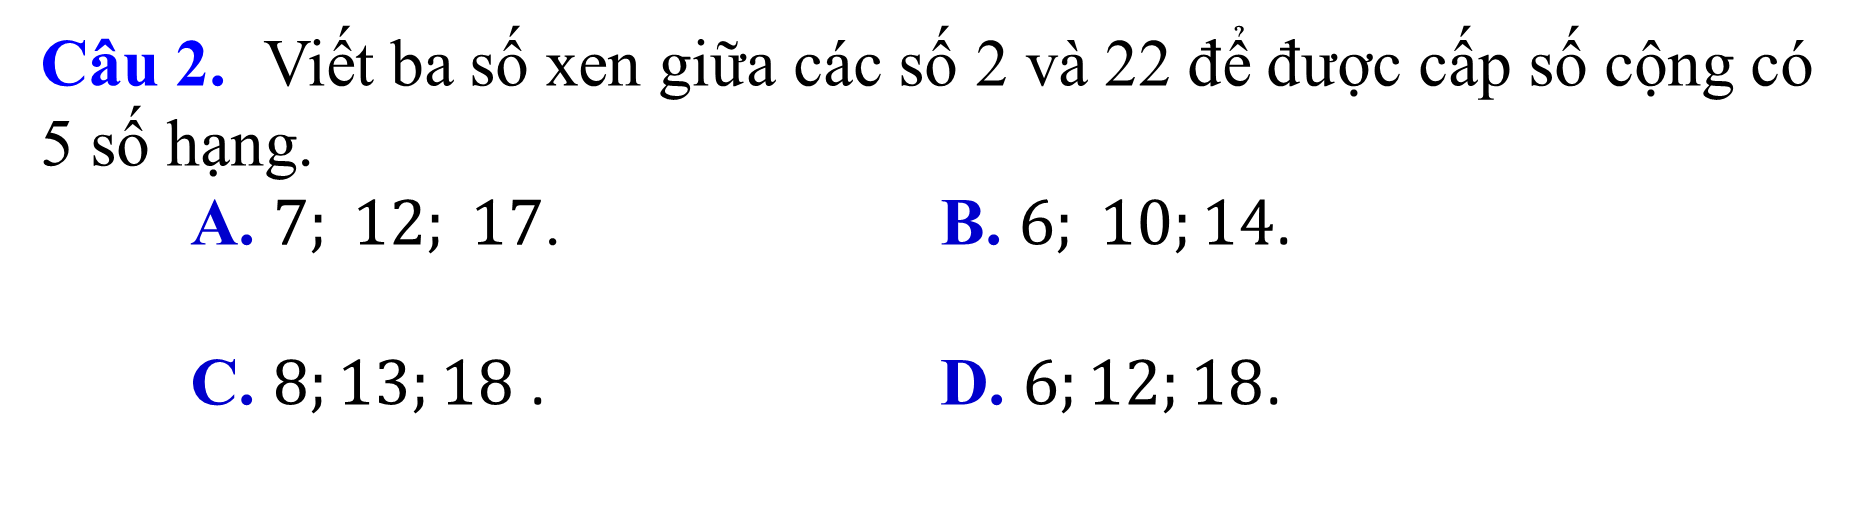 Câu 2. Viết ba số xen giữa các số 2 và 22 để được cấp số cộng có
5 số hạng.
A. 7; 12; 17. B. 6; 10; 14.
C. 8; 13; 18 . D. 6; 12; 18.